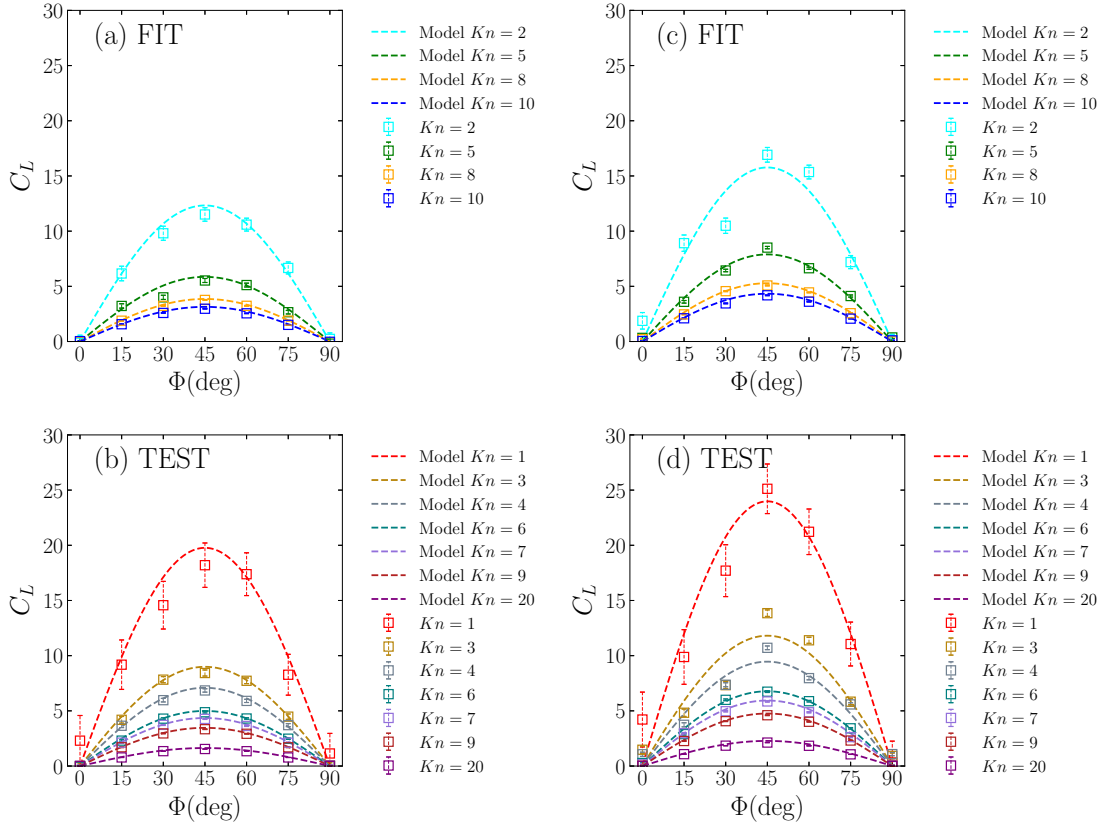 (a) FIT
30
25
20
15
10
5
0
C_L
0 15 30 45 60 75 90
Φ(deg)
Model Kn = 2
Model Kn = 5
Model Kn = 8
Model Kn = 10
Kn = 2
Kn = 5
Kn = 8
Kn = 10
(c) FIT
30
25
20
15
10
5
0
C_L
0 15 30 45 60 75 90
Φ(deg)
Model Kn = 2
Model Kn = 5
Model Kn = 8
Model Kn = 10
Kn = 2
Kn = 5
Kn = 8
Kn = 10
(b) TEST
30
25
20
15
10
5
0
C_L
0 15 30 45 60 75 90
Φ(deg)
Model Kn = 1
Model Kn = 3
Model Kn = 4
Model Kn = 6
Model Kn = 7
Model Kn = 9
Model Kn = 20
Kn = 1
Kn = 3
Kn = 4
Kn = 6
Kn = 7
Kn = 9
Kn = 20
(d) TEST
30
25
20
15
10
5
0
C_L
0 15 30 45 60 75 90
Φ(deg)
Model Kn = 1
Model Kn = 3
Model Kn = 4
Model Kn = 6
Model Kn = 7
Model Kn = 9
Model Kn = 20
Kn = 1
Kn = 3
Kn = 4
Kn = 6
Kn = 7
Kn = 9
Kn = 20